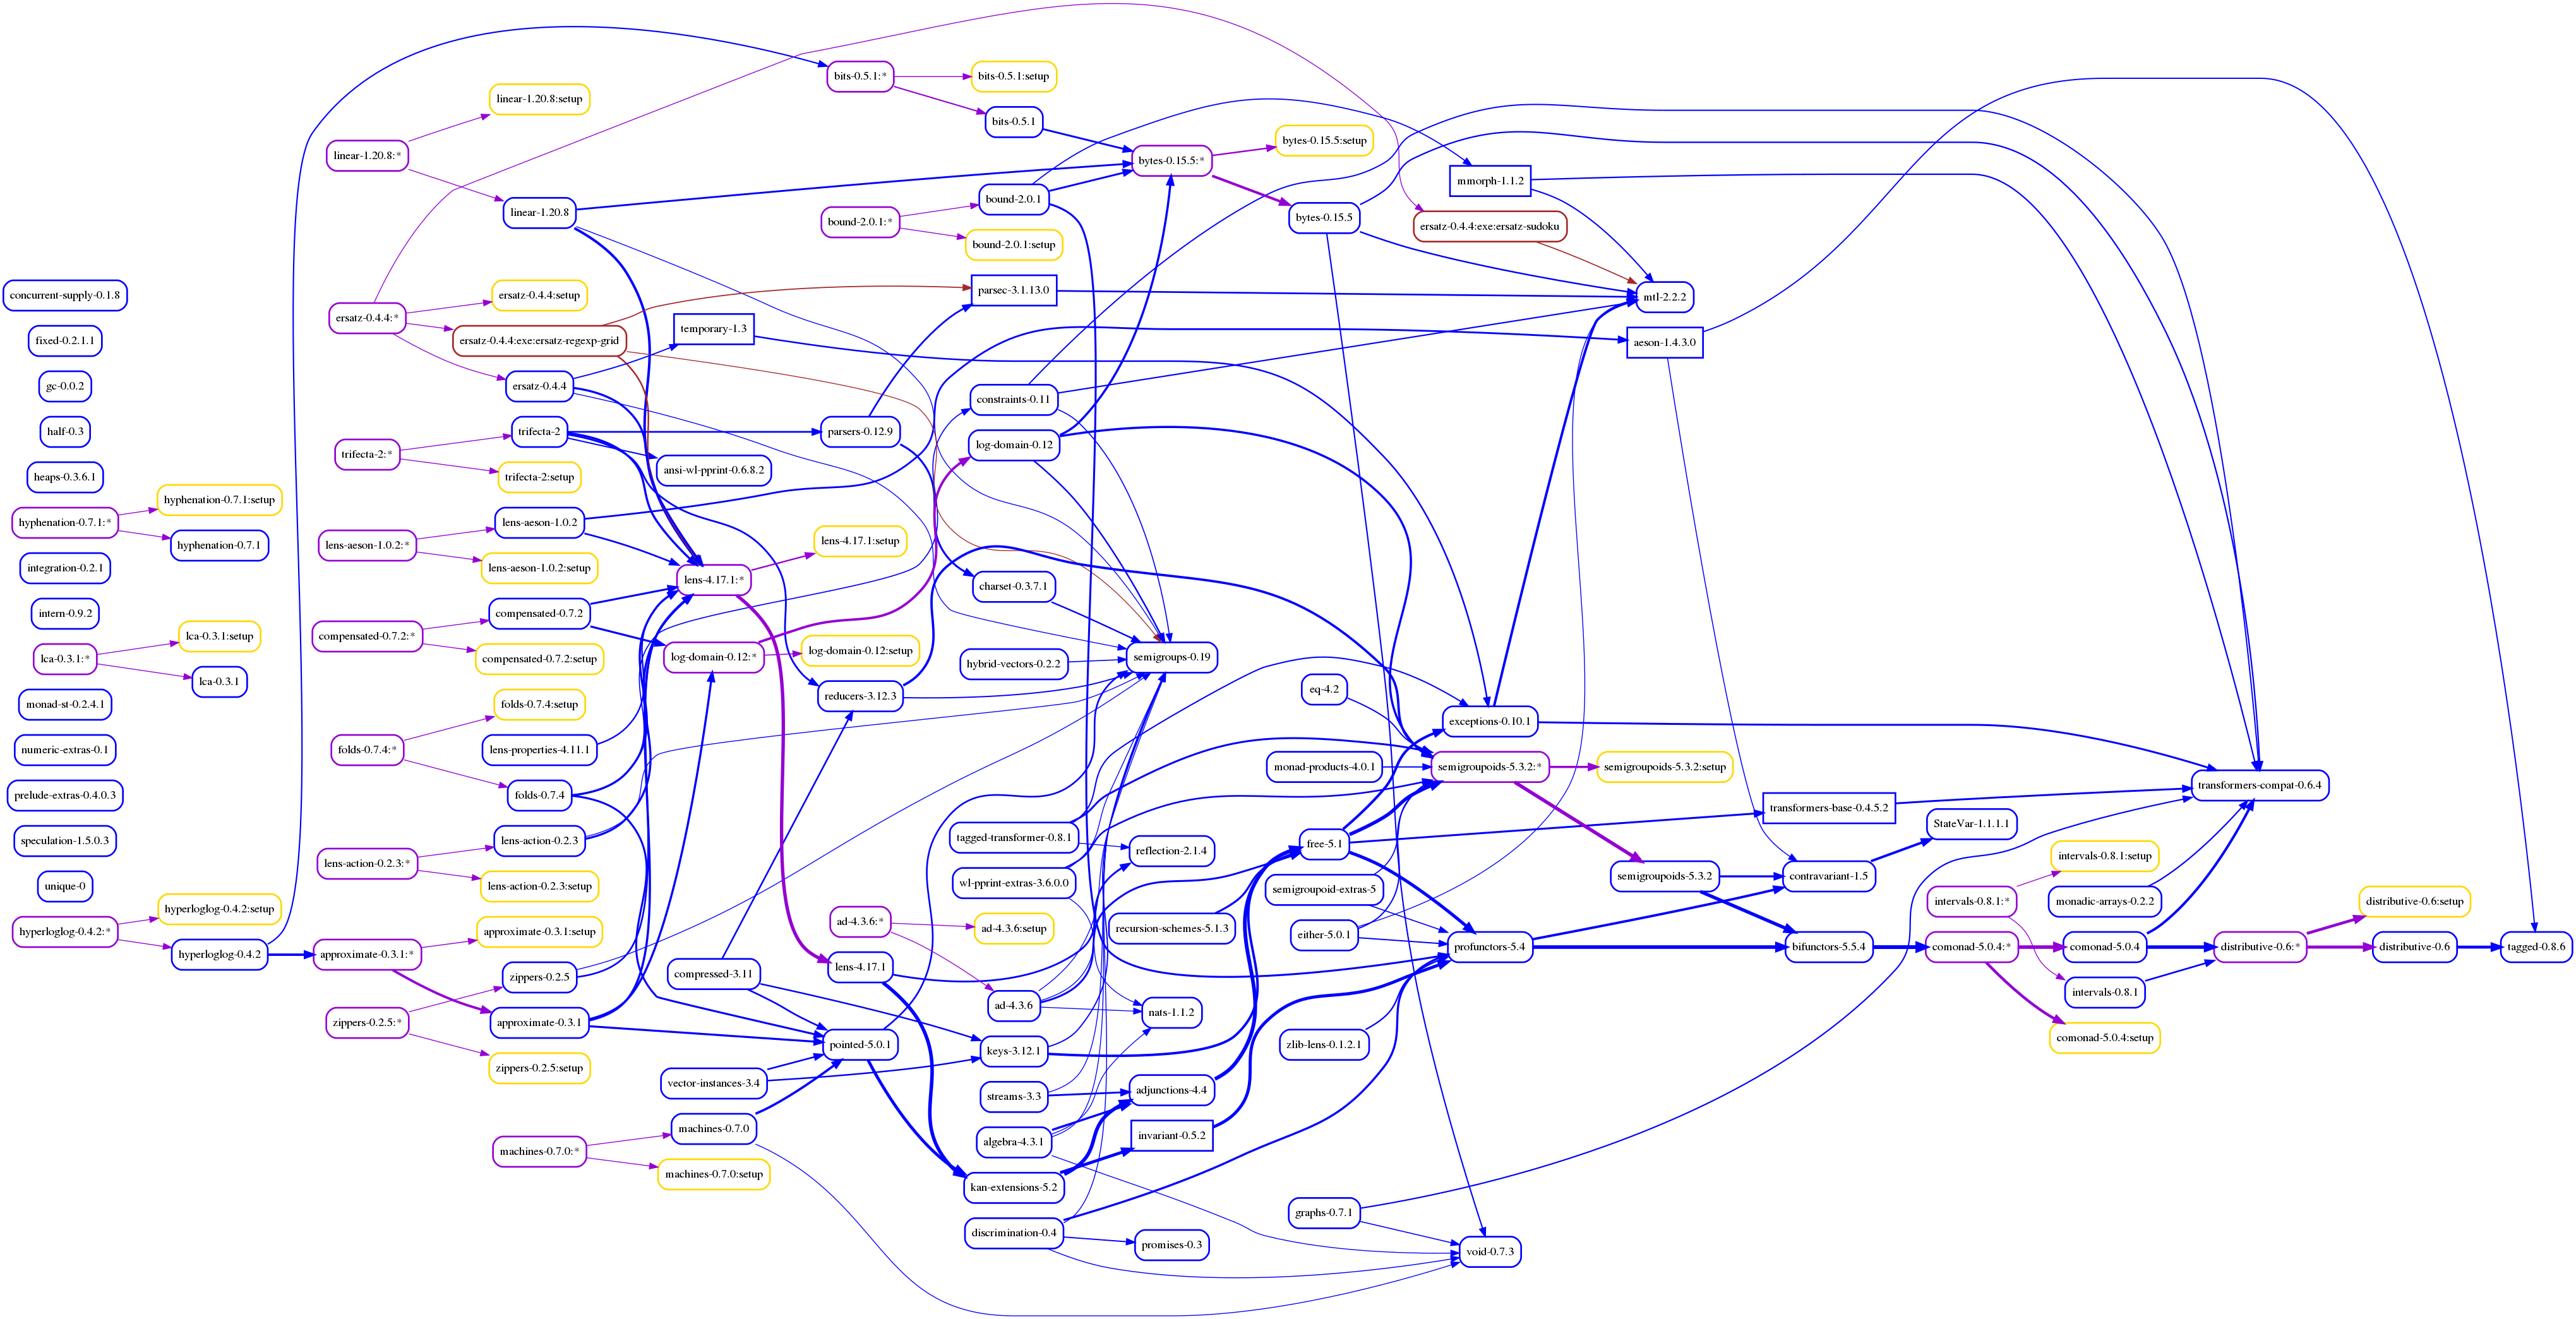 concurrent-supply-0.1.8
fixed-0.2.1.1
gc-0.0.2
half-0.3
heaps-0.3.6.1
hyphenation-0.7.1:*
integration-0.2.1
intern-0.9.2
lca-0.3.1:*
monad-st-0.2.4.1
numeric-extras-0.1
prelude-extras-0.4.0.3
speculation-1.5.0.3
unique-0
hyperloglog-0.4.2:*
hyphenation-0.7.1:setup
hyphenation-0.7.1
lca-0.3.1:setup
lca-0.3.1
hyperloglog-0.4.2:setup
hyperloglog-0.4.2
linear-1.20.8:*
ersatz-0.4.4:*
trifecta-2:*
lens-aeson-1.0.2:*
compensated-0.7.2:*
folds-0.7.4:*
lens-action-0.2.3:*
approximate-0.3.1:*
zippers-0.2.5:*
linear-1.20.8:setup
linear-1.20.8
ersatz-0.4.4:setup
ersatz-0.4.4:exe:ersatz-regexp-grid
ersatz-0.4.4
trifecta-2
trifecta-2:setup
lens-aeson-1.0.2
lens-aeson-1.0.2:setup
compensated-0.7.2
compensated-0.7.2:setup
folds-0.7.4:setup
lens-properties-4.11.1
folds-0.7.4
lens-action-0.2.3
lens-action-0.2.3:setup
approximate-0.3.1:setup
zippers-0.2.5
approximate-0.3.1
zippers-0.2.5:setup
machines-0.7.0:*
temporary-1.3
ansi-wl-pprint-0.6.8.2
lens-4.17.1:*
log-domain-0.12:*
compressed-3.11
vector-instances-3.4
machines-0.7.0
machines-0.7.0:setup
bits-0.5.1:*
bound-2.0.1:*
parsers-0.12.9
lens-4.17.1:setup
log-domain-0.12:setup
reducers-3.12.3
ad-4.3.6:*
lens-4.17.1
pointed-5.0.1
bits-0.5.1:setup
bits-0.5.1
bound-2.0.1
bound-2.0.1:setup
parsec-3.1.13.0
constraints-0.11
log-domain-0.12
charset-0.3.7.1
hybrid-vectors-0.2.2
tagged-transformer-0.8.1
wl-pprint-extras-3.6.0.0
ad-4.3.6:setup
ad-4.3.6
keys-3.12.1
streams-3.3
algebra-4.3.1
kan-extensions-5.2
discrimination-0.4
bytes-0.15.5:*
semigroups-0.19
reflection-2.1.4
recursion-schemes-5.1.3
nats-1.1.2
adjunctions-4.4
invariant-0.5.2
promises-0.3
bytes-0.15.5:setup
bytes-0.15.5
eq-4.2
monad-products-4.0.1
free-5.1
semigroupoid-extras-5
either-5.0.1
zlib-lens-0.1.2.1
graphs-0.7.1
mmorph-1.1.2
ersatz-0.4.4:exe:ersatz-sudoku
exceptions-0.10.1
semigroupoids-5.3.2:*
profunctors-5.4
void-0.7.3
mtl-2.2.2
aeson-1.4.3.0
semigroupoids-5.3.2:setup
semigroupoids-5.3.2
transformers-base-0.4.5.2
contravariant-1.5
bifunctors-5.5.4
StateVar-1.1.1.1
intervals-0.8.1:*
comonad-5.0.4:*
intervals-0.8.1:setup
monadic-arrays-0.2.2
comonad-5.0.4
intervals-0.8.1
comonad-5.0.4:setup
transformers-compat-0.6.4
distributive-0.6:*
distributive-0.6:setup
distributive-0.6
tagged-0.8.6